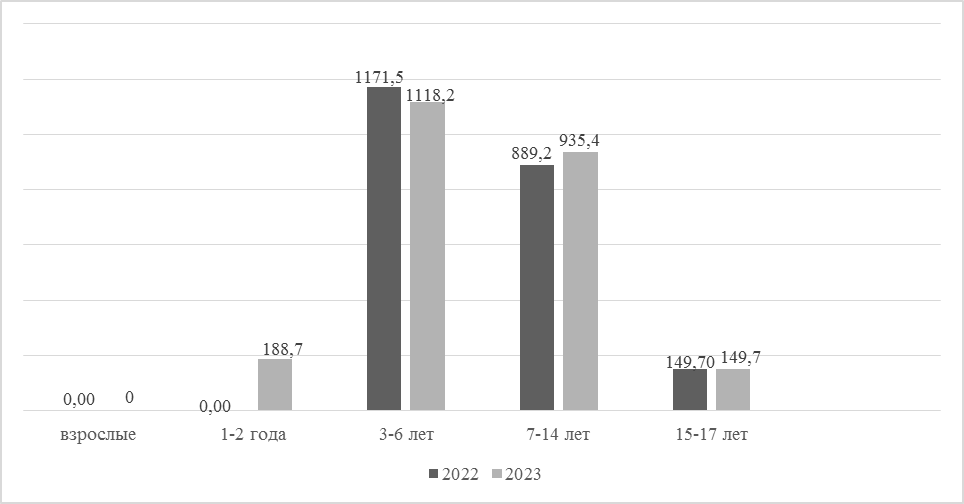 1171,5
1118,2
889,2
935,4
188,7
149,70
149,7
0,00
0
0,00
взрослые
1-2 года
3-6 лет
7-14 лет
15-17 лет
2022
2023